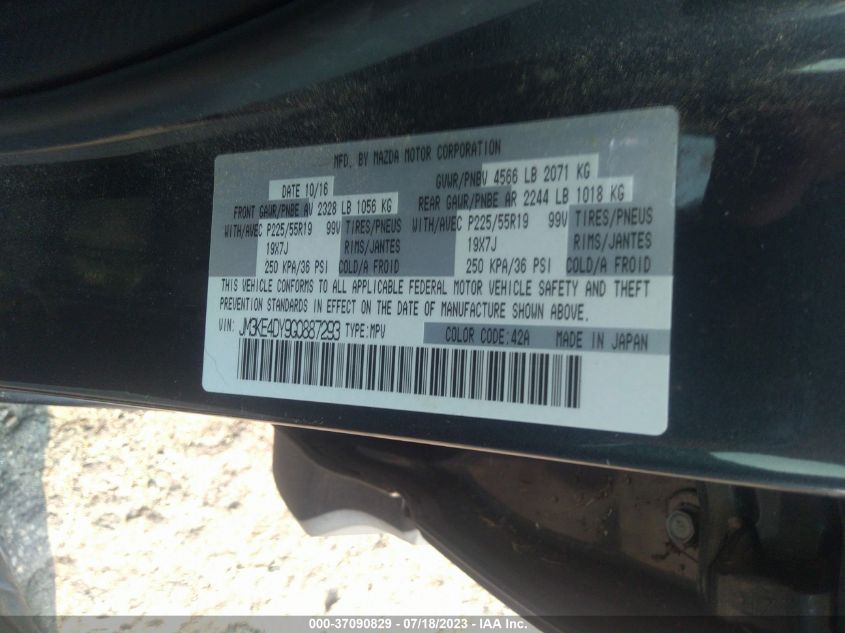 MFD. BY MAZDA MOTOR CORPORATION
DATE 10/16 GVWR/PNBV 4566 LB 2071 KG
FRONT GAWR/PNBE AV 2328 LB 1056 KG REAR GAWR/PNBE AR 2244 LB 1018 KG
WITH/AVEC P225/55R19 99V TIRES/PNEUS WITH/AVEC P225/55R19 99V TIRES/PNEUS
19X7J RIMS/JANTES 19X7J RIMS/JANTES
250 KPA/36 PSI COLD/A FROID 250 KPA/36 PSI COLD/A FROID
THIS VEHICLE CONFORMS TO ALL APPLICABLE FEDERAL MOTOR VEHICLE SAFETY AND THEFT
PREVENTION STANDARDS IN EFFECT ON THE DATE OF MANUFACTURE SHOWN ABOVE.
VIN: JM3KE4DY9G0887293 TYPE:MPV COLOR CODE:42A MADE IN JAPAN
000-37090829 - 07/18/2023 - IAA Inc.